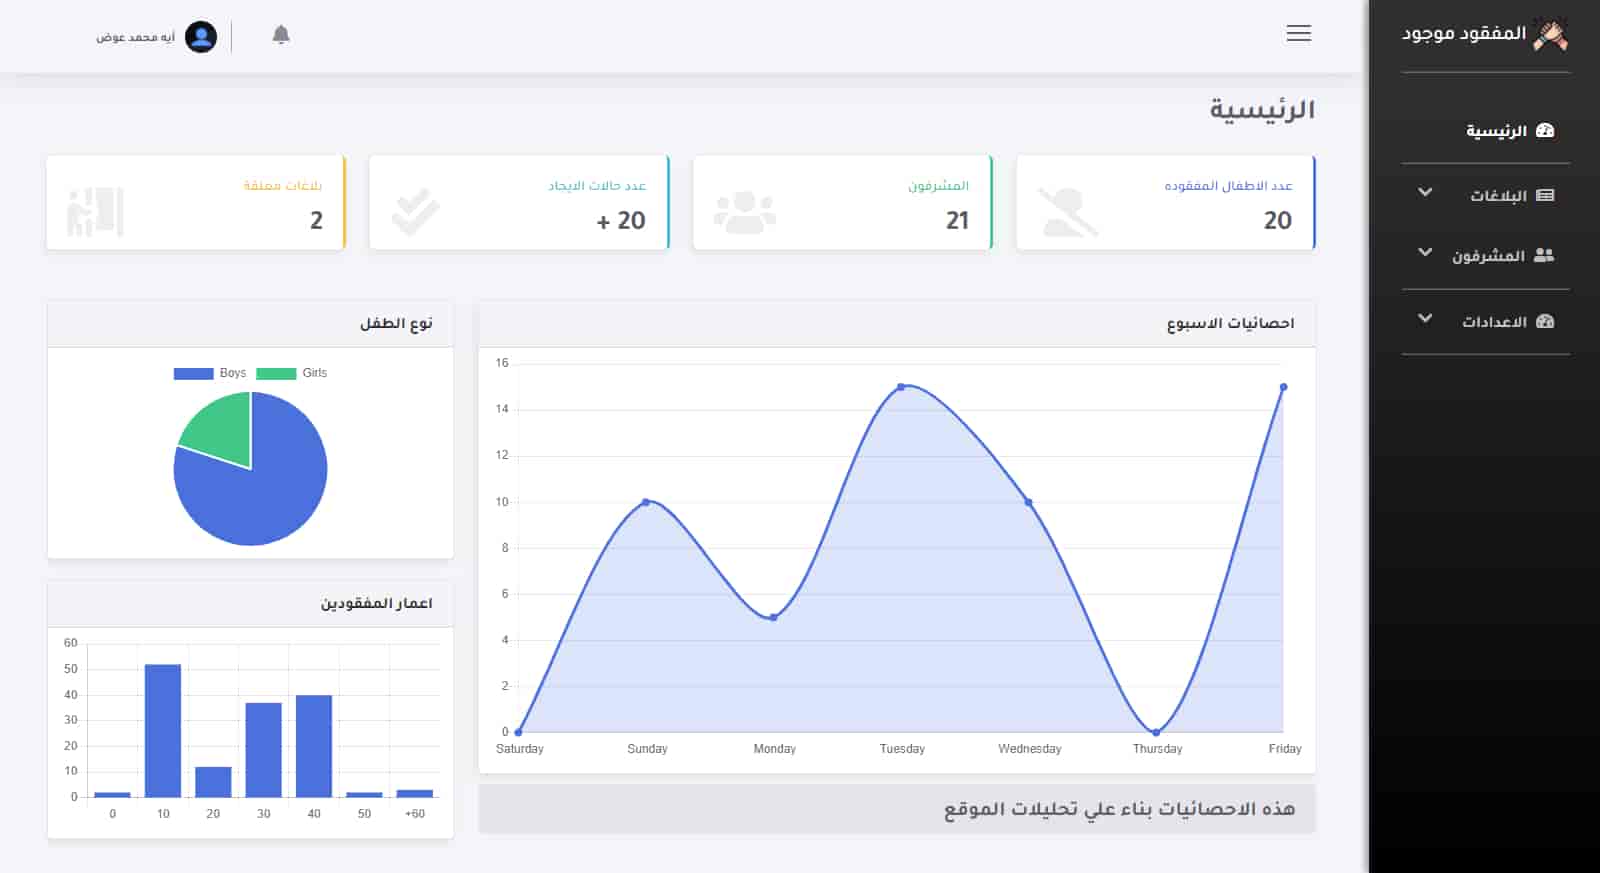 المفقود موجود
الرئيسية
البلاغات
المشرفون
الاعدادات
أيه محمد عوض
الرئيسية
عدد الاطفال المفقوده
20
المشرفون
21
عدد حالات الايجاد
20 +
بلاغات معلقة
2
احصائيات الاسبوع
16
14
12
10
8
6
4
2
0
Saturday Sunday Monday Tuesday Wednesday Thursday Friday
هذه الاحصائيات بناء علي تحليلات الموقع
نوع الطفل
Boys Girls
اعمار المفقودين
60
50
40
30
20
10
0
0 10 20 30 40 50 +60